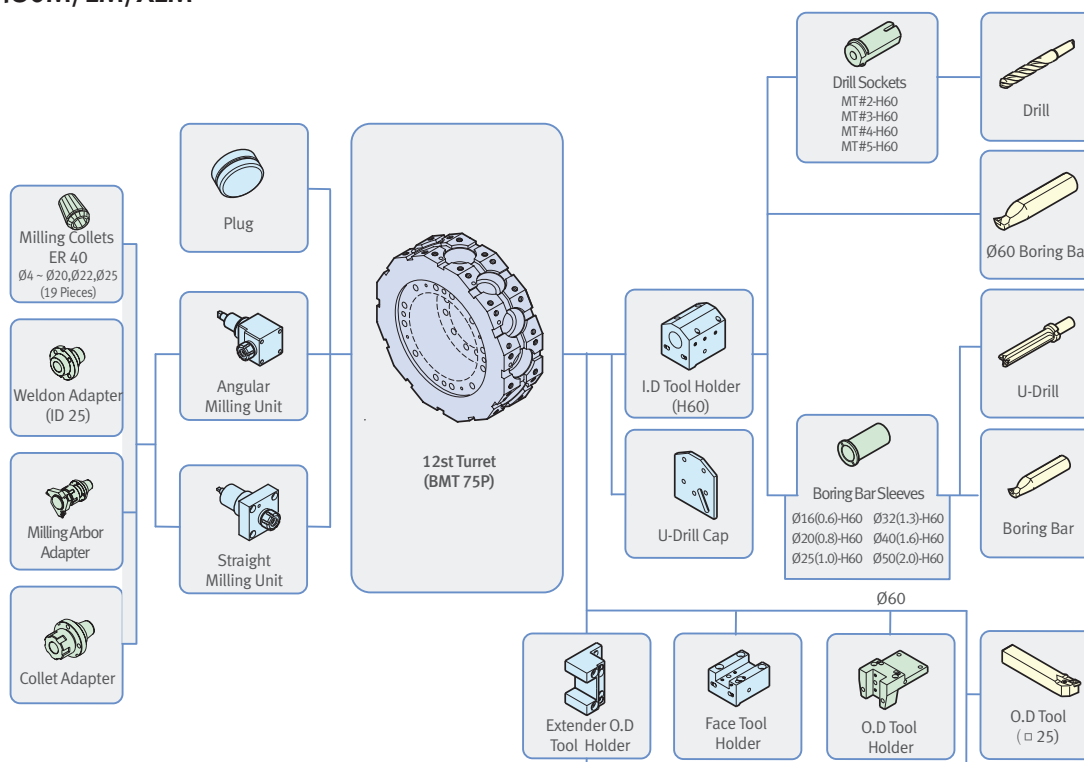 Drill Sockets
MT#2-H60
MT#3-H60
MT#4-H60
MT#5-H60
Drill
Plug
Milling Collets
ER 40
Ø4 ~ Ø20,Ø22,Ø25
(19 Pieces)
Ø60 Boring
Weldon Adapter
(ID 25)
Angular
Milling Unit
12st Turret
(BMT 75P)
I.D Tool Holder
(H60)
U-Drill
Milling Arbor
Adapter
Straight
Milling Unit
U-Drill Cap
Boring Bar Sleeves
Ø16(0.6)-H60 Ø32(1.3)-H60
Ø20(0.8)-H60 Ø40(1.6)-H60
Ø25(1.0)-H60 Ø50(2.0)-H60
Boring Bar
Ø60
Collet Adapter
Extender O.D
Tool Holder
Face Tool
Holder
O.D Tool
Holder
O.D Tool
(□ 25)